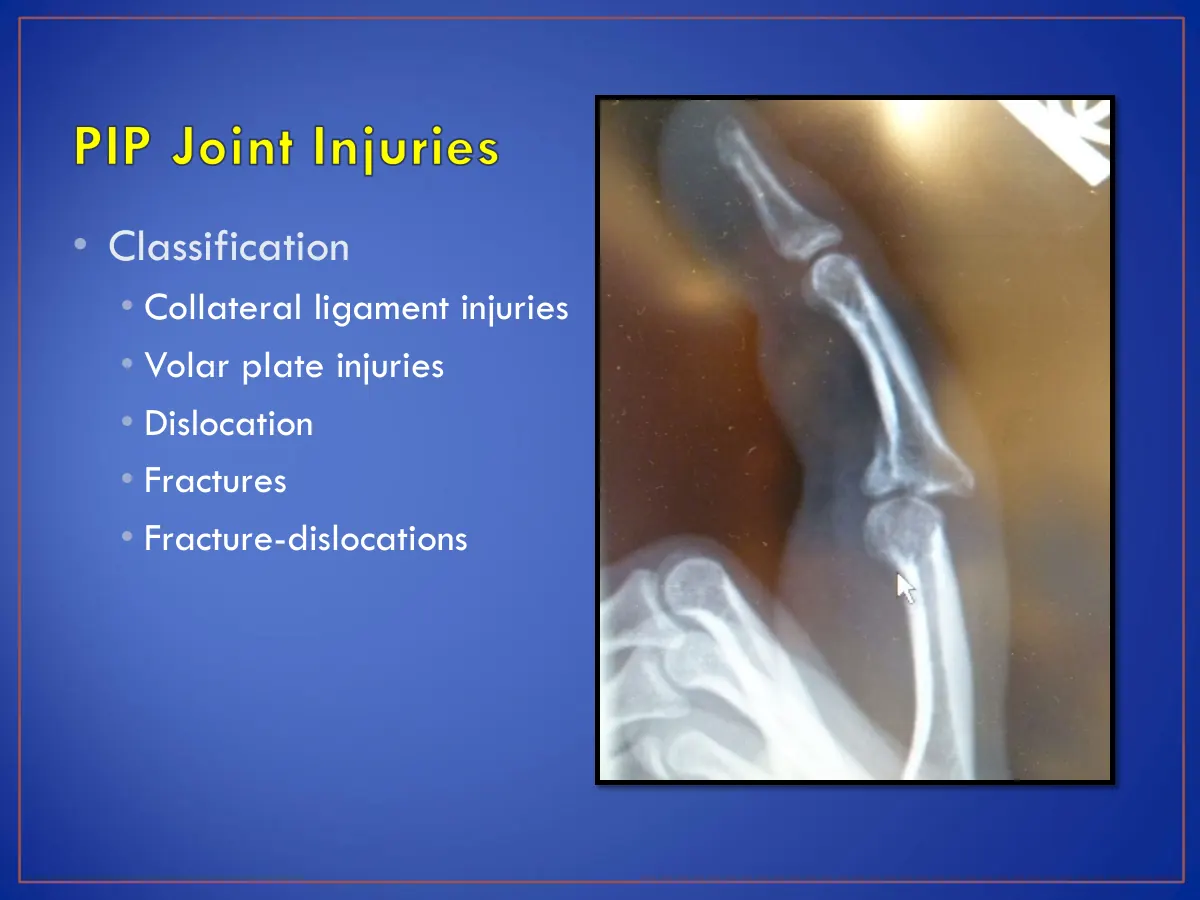 PIP Joint Injuries
• Classification
• Collateral ligament injuries
• Volar plate injuries
• Dislocation
• Fractures
• Fracture-dislocations